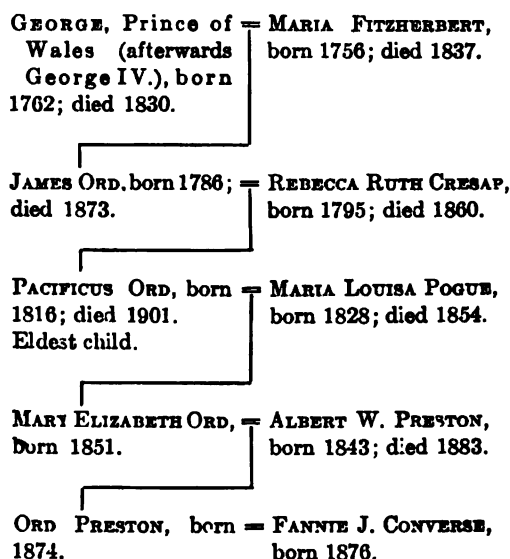 GEORGE, Prince of = MARIA FITZHERBERT,
Wales (afterwards born 1756; died 1837.
George IV.), born
1762; died 1830.
JAMES ORD, born 1786; = REBECCA RUTH CRESAP,
died 1873. born 1795; died 1860.
PACIFICUS ORD, born = MARIA LOUISA POGUE,
1816; died 1901. born 1828; died 1854.
Eldest child.
MARY ELIZABETH ORD, = ALBERT W. PRESTON,
born 1851. born 1843; died 1883.
ORD PRESTON, born = FANNIE J. CONVERSE,
1874. born 1876.